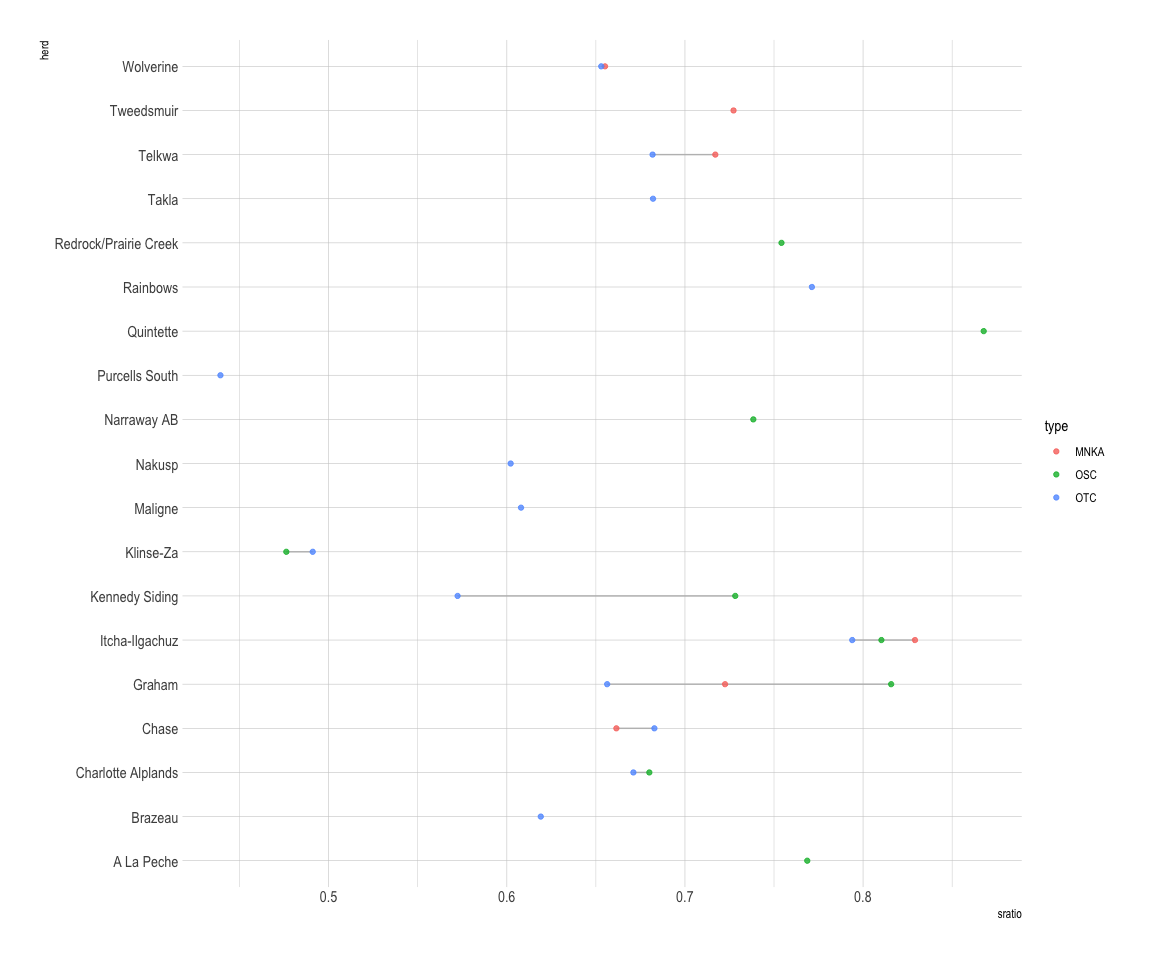 herd
Wolverine
Tweedsmuir
Telkwa
Takla
Redrock/Prairie Creek
Rainbows
Quintette
Purcells South
Narraway AB
Nakusp
Maligne
Klinse-Za
Kennedy Siding
Itcha-Ilgachuz
Graham
Chase
Charlotte Alplands
Brazeau
A La Peche
0.5 0.6 0.7 0.8
sratio
type
MNKA
OSC
OTC